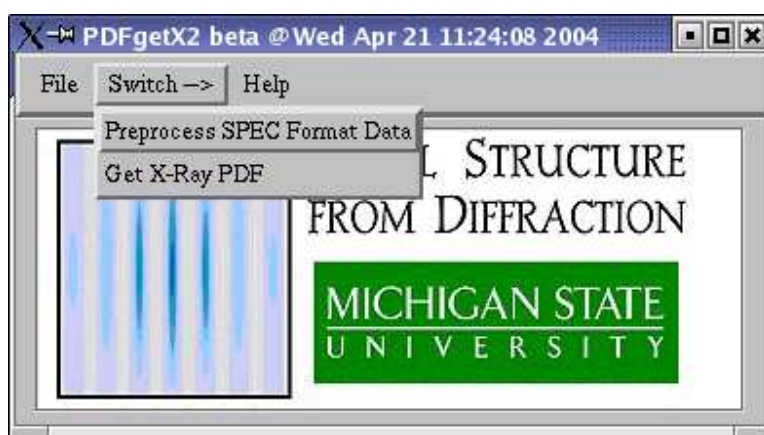 PDFgetX2 beta @ Wed Apr 21 11:24:08 2004
File Switch —> Help
Preprocess SPEC Format Data
Get X-Ray PDF
L STRUCTURE
FROM DIFFRACTION
MICHIGAN STATE
UNIVERSITY